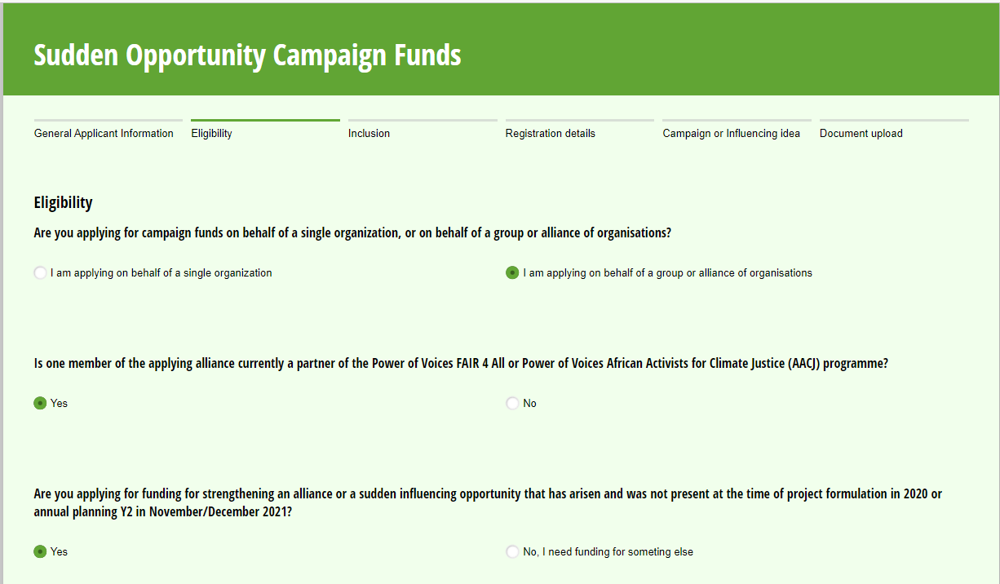 Sudden Opportunity Campaign Funds
General Applicant Information
Eligibility
Inclusion
Registration details
Campaign or Influencing idea
Document upload
Eligibility
Are you applying for campaign funds on behalf of a single organization, or on behalf of a group or alliance of organisations?
I am applying on behalf of a single organization
I am applying on behalf of a group or alliance of organisations
Is one member of the applying alliance currently a partner of the Power of Voices FAIR 4 All or Power of Voices African Activists for Climate Justice (AACJ) programme?
Yes
No
Are you applying for funding for strengthening an alliance or a sudden influencing opportunity that has arisen and was not present at the time of project formulation in 2020 or
annual planning Y2 in November/December 2021?
Yes
No, I need funding for someting else